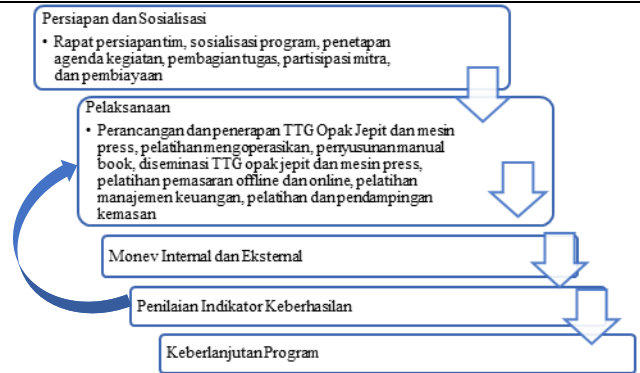 Persiapan dan Sosialisasi
• Rapat persiapan tim, sosialisasi program, penetapan
agenda kegiatan, pembagian tugas, partisipasi mitra,
dan pembiayaan
Pelaksanaan
• Perancangan dan penerapan TTG Opak Jepit dan mesin
press, pelatihan mengoperasikan, penyusunan manual
book, diseminasi TTG opak jepit dan mesin press,
pelatihan pemasaran offline dan online, pelatihan
manajemen keuangan, pelatihan dan pendampingan
kemasan
Monev Internal dan Eksternal
Penilaian Indikator Keberhasilan
Keberlanjutan Program